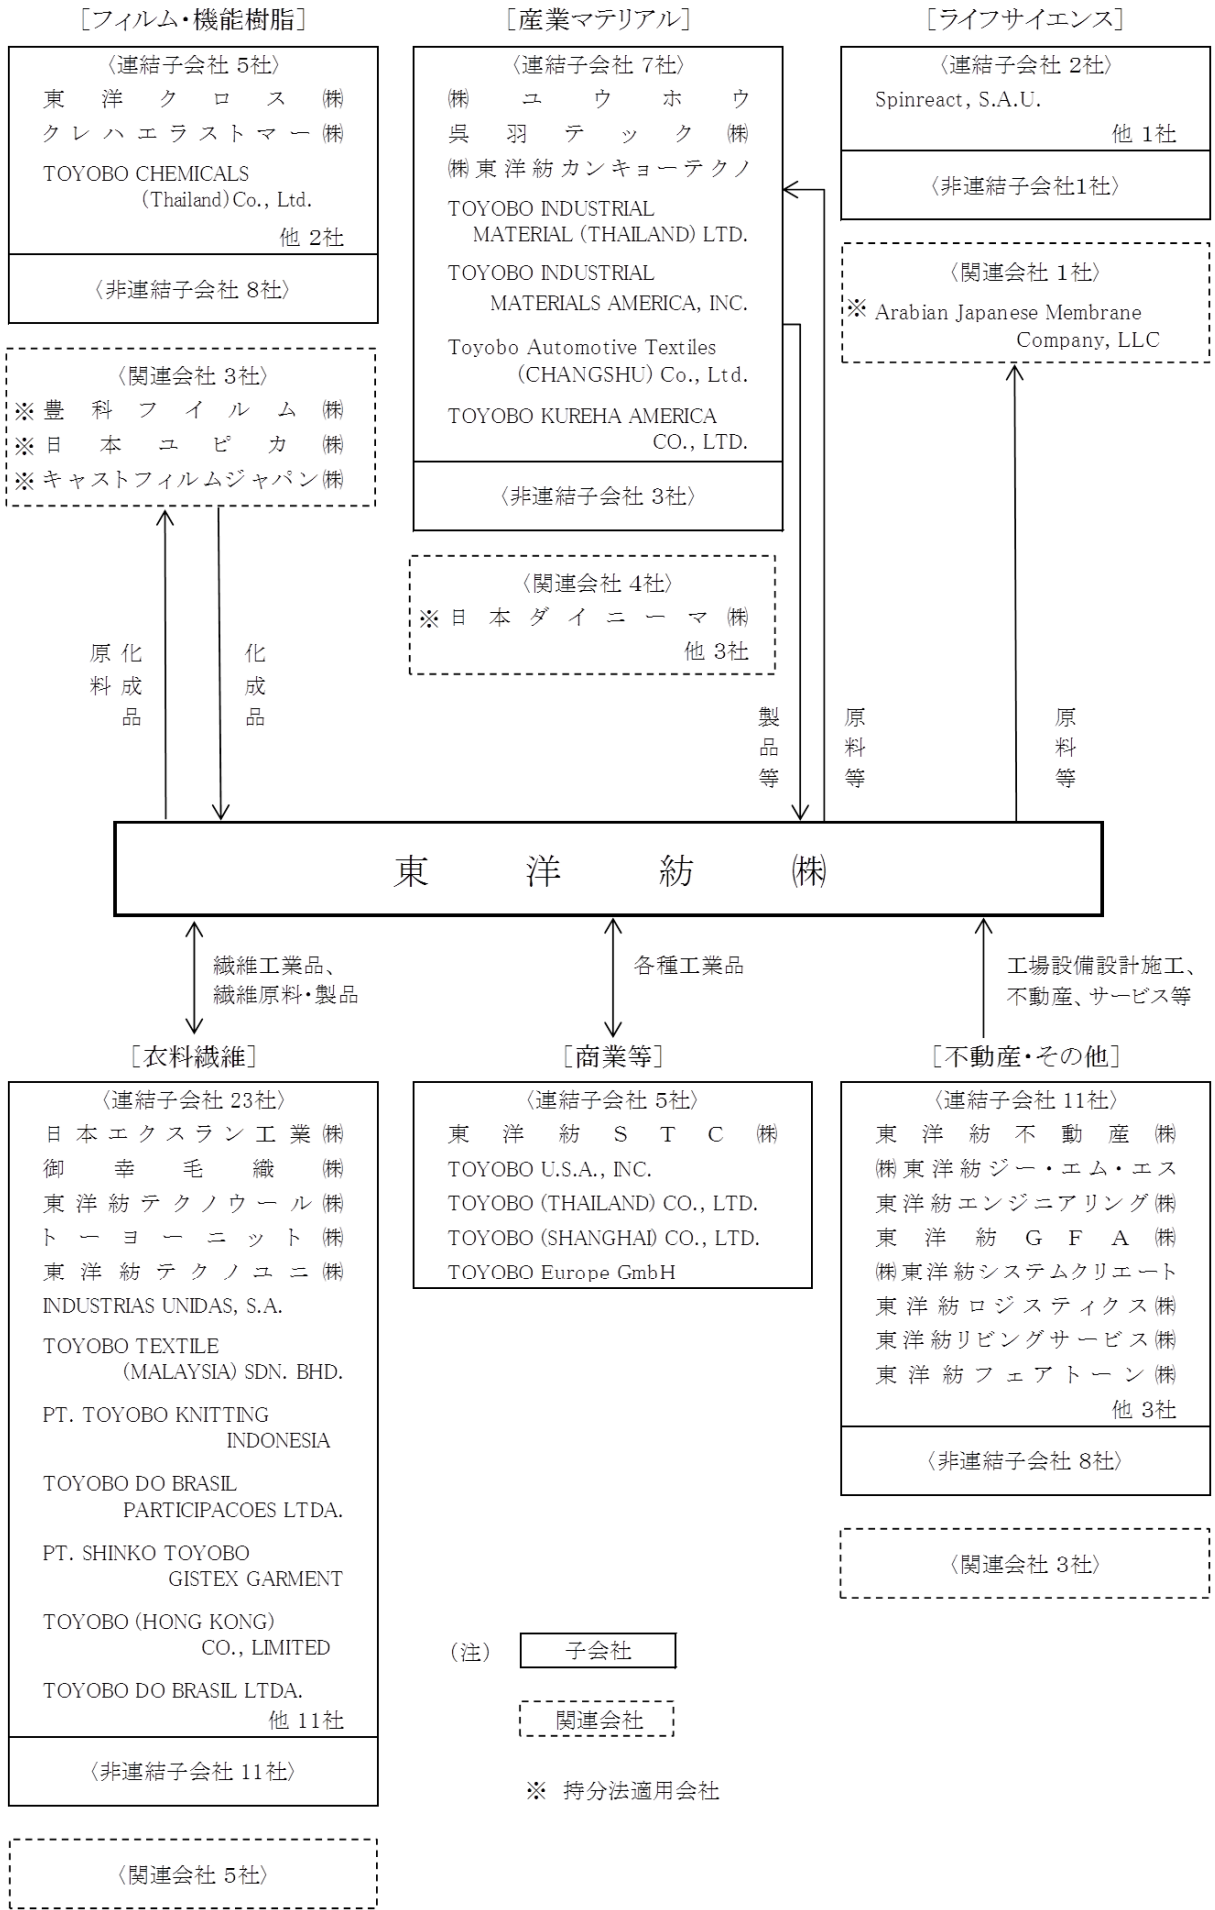 [フィルム・機能樹脂]
〈連結子会社 5社〉
東洋クロス㈱
クレハエラストマー㈱
TOYOBO CHEMICALS
(Thailand)Co., Ltd.
他 2社
〈非連結子会社 8社〉
〈関連会社 3社〉
※豊科フイルム㈱
※日本ユピカ㈱
※キャストフィルムジャパン㈱
[産業マテリアル]
〈連結子会社 7社〉
㈱ユウホウ
呉羽テック㈱
㈱東洋紡カンキョーテクノ
TOYOBO INDUSTRIAL
MATERIAL (THAILAND) LTD.
TOYOBO INDUSTRIAL
MATERIALS AMERICA, INC.
Toyobo Automotive Textiles
(CHANGSHU) Co., Ltd.
TOYOBO KUREHA AMERICA
CO., LTD.
〈非連結子会社 3社〉
〈関連会社 4社〉
※日本ダイニーマ㈱
他 3社
[ライフサイエンス]
〈連結子会社 2社〉
Spinreact, S.A.U.
他 1社
〈非連結子会社1社〉
〈関連会社 1社〉
※ Arabian Japanese Membrane
Company, LLC
化成品
原料
化成品
製品等
原料等
原料等
東洋紡㈱
繊維工業品、
繊維原料・製品
各種工業品
工場設備設計施工、
不動産、サービス等
[衣料繊維]
〈連結子会社 23社〉
日本エクスラン工業㈱
御幸毛織㈱
東洋紡テクノウール㈱
トーヨーニット㈱
東洋紡テクノユニ㈱
INDUSTRIAS UNIDAS, S.A.
TOYOBO TEXTILE
(MALAYSIA) SDN. BHD.
PT. TOYOBO KNITTING
INDONESIA
TOYOBO DO BRASIL
PARTICIPACOES LTDA.
PT. SHINKO TOYOBO
GISTEX GARMENT
TOYOBO (HONG KONG)
CO., LIMITED
TOYOBO DO BRASIL LTDA.
他 11社
〈非連結子会社 11社〉
〈関連会社 5社〉
[商業等]
〈連結子会社 5社〉
東洋紡STC㈱
TOYOBO U.S.A., INC.
TOYOBO (THAILAND) CO., LTD.
TOYOBO (SHANGHAI) CO., LTD.
TOYOBO Europe GmbH
[不動産・その他]
〈連結子会社 11社〉
東洋紡不動産㈱
㈱東洋紡ジー・エム・エス
東洋紡エンジニアリング㈱
東洋紡GFA㈱
㈱東洋紡システムクリエート
東洋紡ロジスティクス㈱
東洋紡リビングサービス㈱
東洋紡フェアトーン㈱
他 3社
〈非連結子会社 8社〉
〈関連会社 3社〉
(注) 子会社
関連会社
※ 持分法適用会社